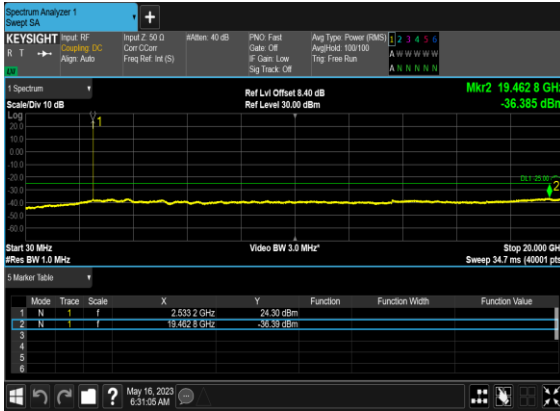 Spectrum Analyzer 1
Swept SA
+
KEYSIGHT
R T
Input: RF
Coupling: DC
Align: Auto
Input Z: 50 Ω
Corr CCorr
Freq Ref: Int (S)
#Atten: 40 dB
PNO: Fast
Gate: Off
IF Gain: Low
Sig Track: Off
Avg Type: Power (RMS)
Avg|Hold: 100/100
Trig: Free Run
1 2 3 4 5 6
A W W W W W
A N N N N N
1 Spectrum
Scale/Div 10 dB
Ref Lvl Offset 8.40 dB
Ref Level 30.00 dBm
Mkr2 19.462 8 GHz
-36.385 dBm
Log
20.0
10.0
0.00
-10.0
-20.0
-30.0
-40.0
-50.0
-60.0
1
2
Start 30 MHz
#Res BW 1.0 MHz
Video BW 3.0 MHz*
Stop 20.000 GH
Sweep 34.7 ms (40001 pts
5 Marker Table
Mode Trace Scale X Y Function Function Width Function Value
1 N 1 f 2.533 2 GHz 24.30 dBm
2 N 1 f 19.462 8 GHz -36.39 dBm
3
4
5
6
?
May 16, 2023
6:31:05 AM